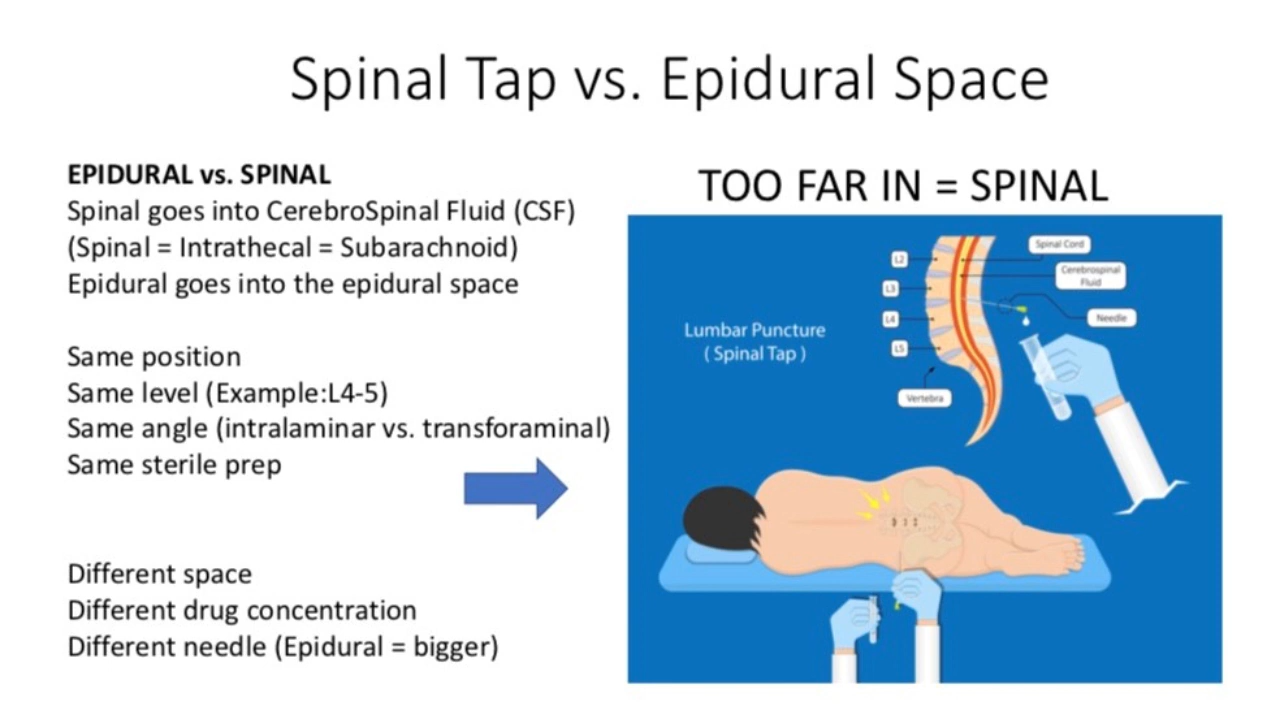 Spinal Tap vs. Epidural Space
EPIDURAL vs. SPINAL
Spinal goes into CerebroSpinal Fluid (CSF)
(Spinal = Intrathecal = Subarachnoid)
Epidural goes into the epidural space
Same position
Same level (Example:L4-5)
Same angle (intralaminar vs. transforaminal)
Same sterile prep
Different space
Different drug concentration
Different needle (Epidural = bigger)
TOO FAR IN = SPINAL
Lumbar Puncture
( Spinal Tap )
L2
L3
L4
L5
Vertebra
Spinal Cord
Cerebrospinal
Fluid
Needle